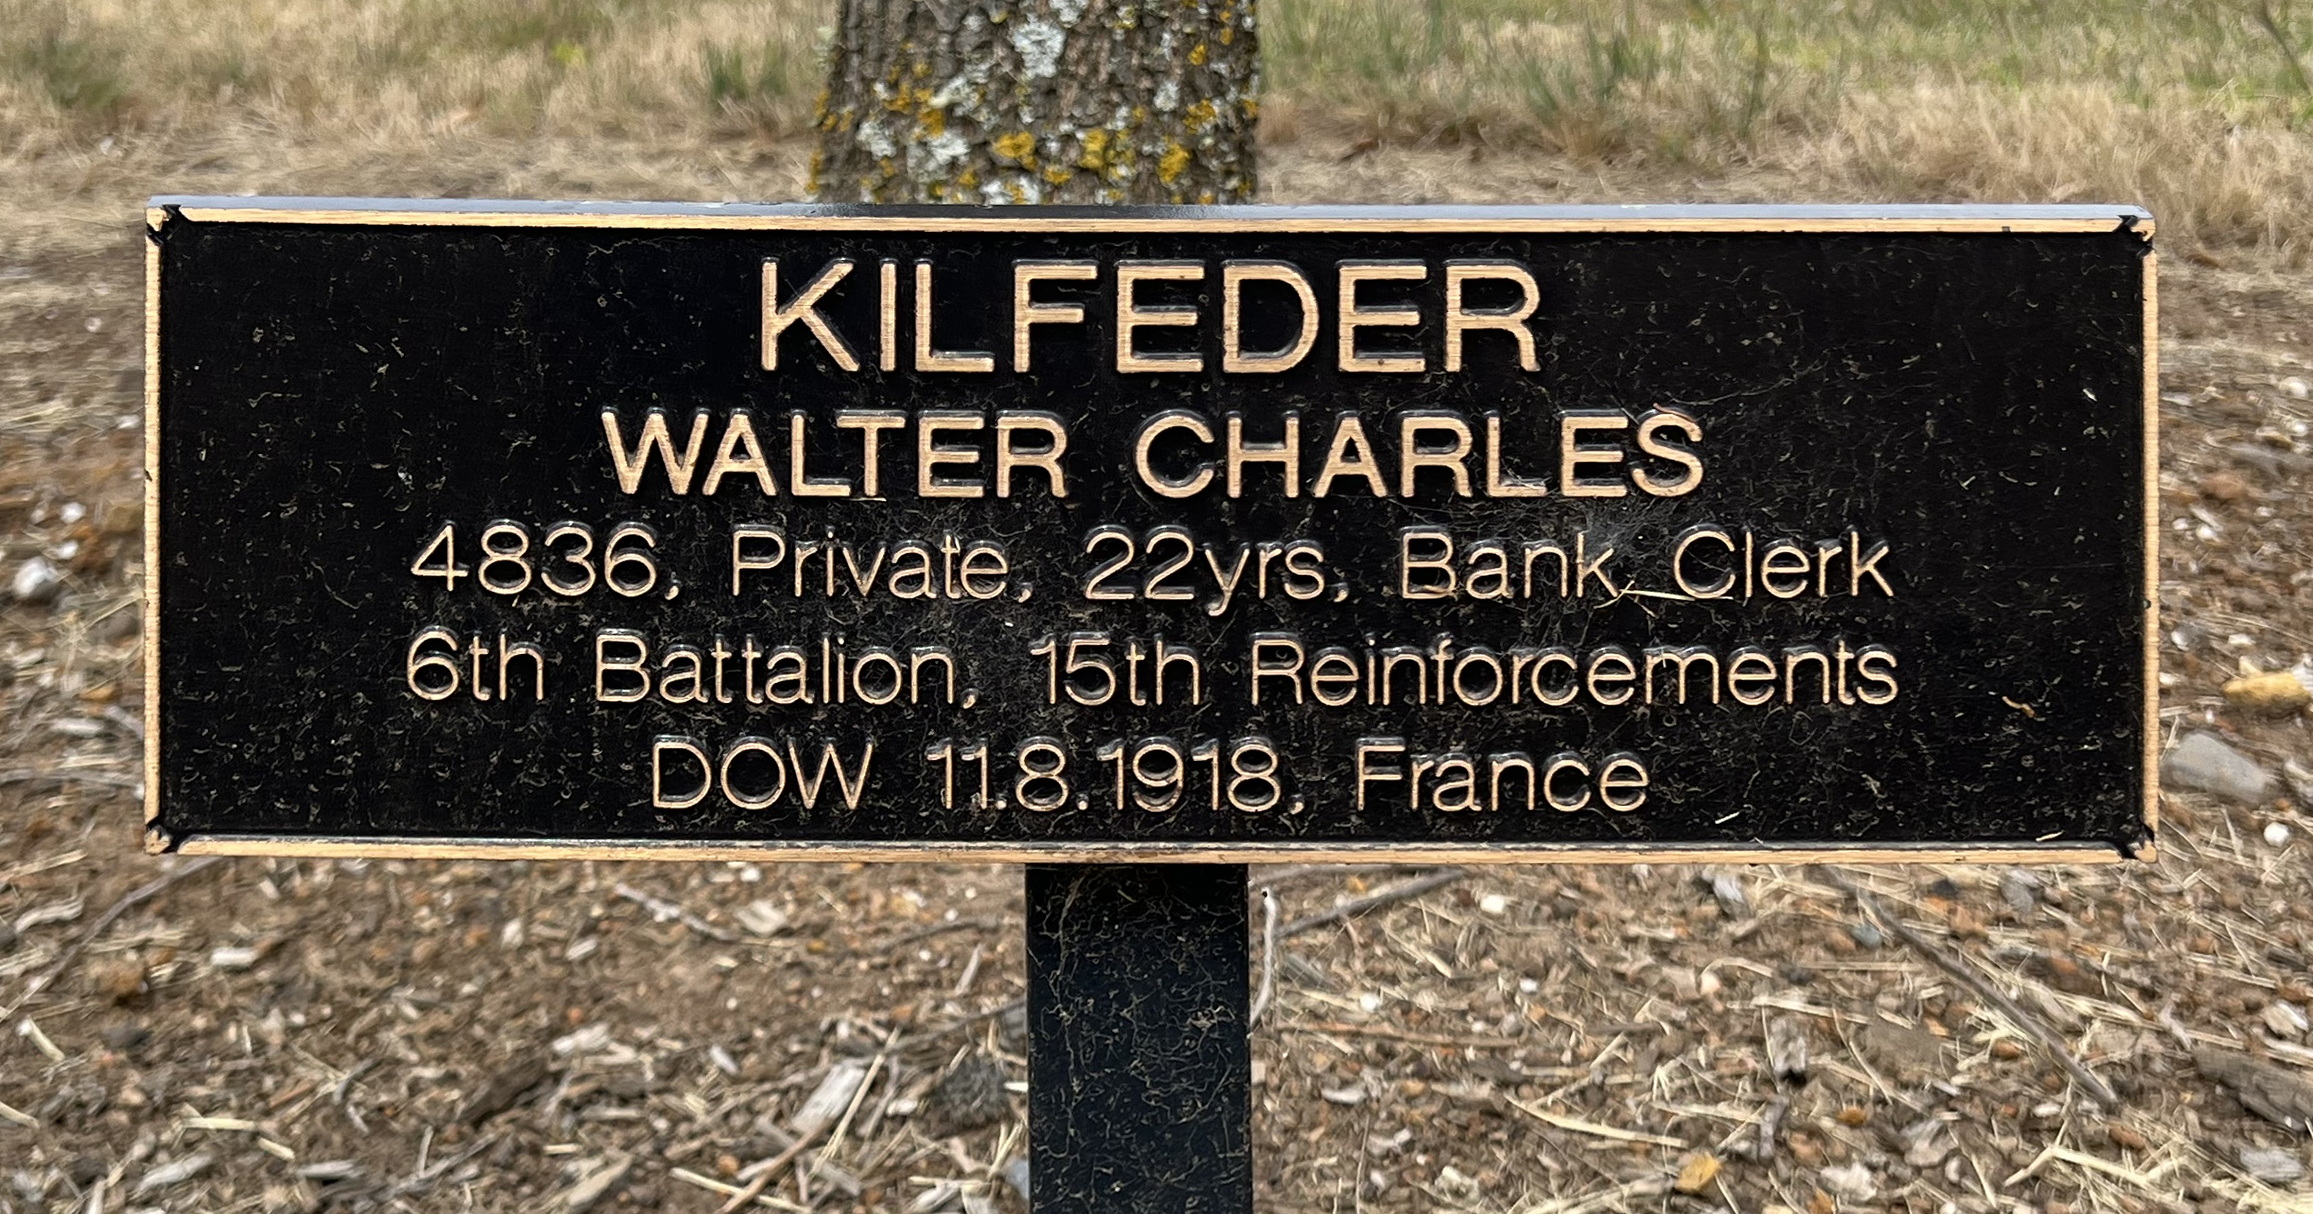 KILFEDER
WALTER CHARLES
4836, Private, 22yrs, Bank Clerk
6th Battalion, 15th Reinforcements
DOW 11.8.1918, France